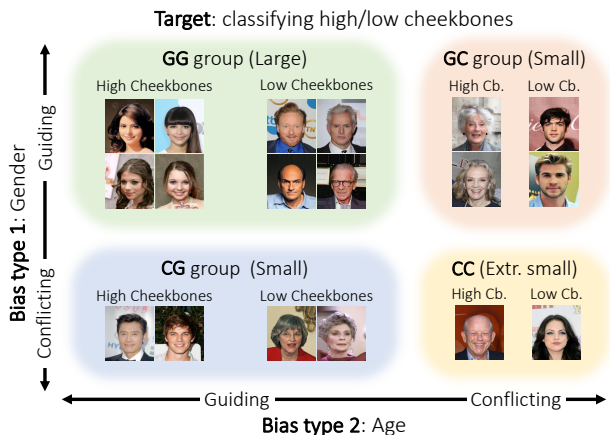 Target: classifying high/low cheekbones
GG group (Large)
High Cheekbones
Low Cheekbones
GC group (Small)
High Cb.
Low Cb.
CG group (Small)
High Cheekbones
Low Cheekbones
CC (Extr. small)
High Cb.
Low Cb.
Bias type 1: Gender
Guiding
Conflicting
Guiding
Conflicting
Bias type 2: Age